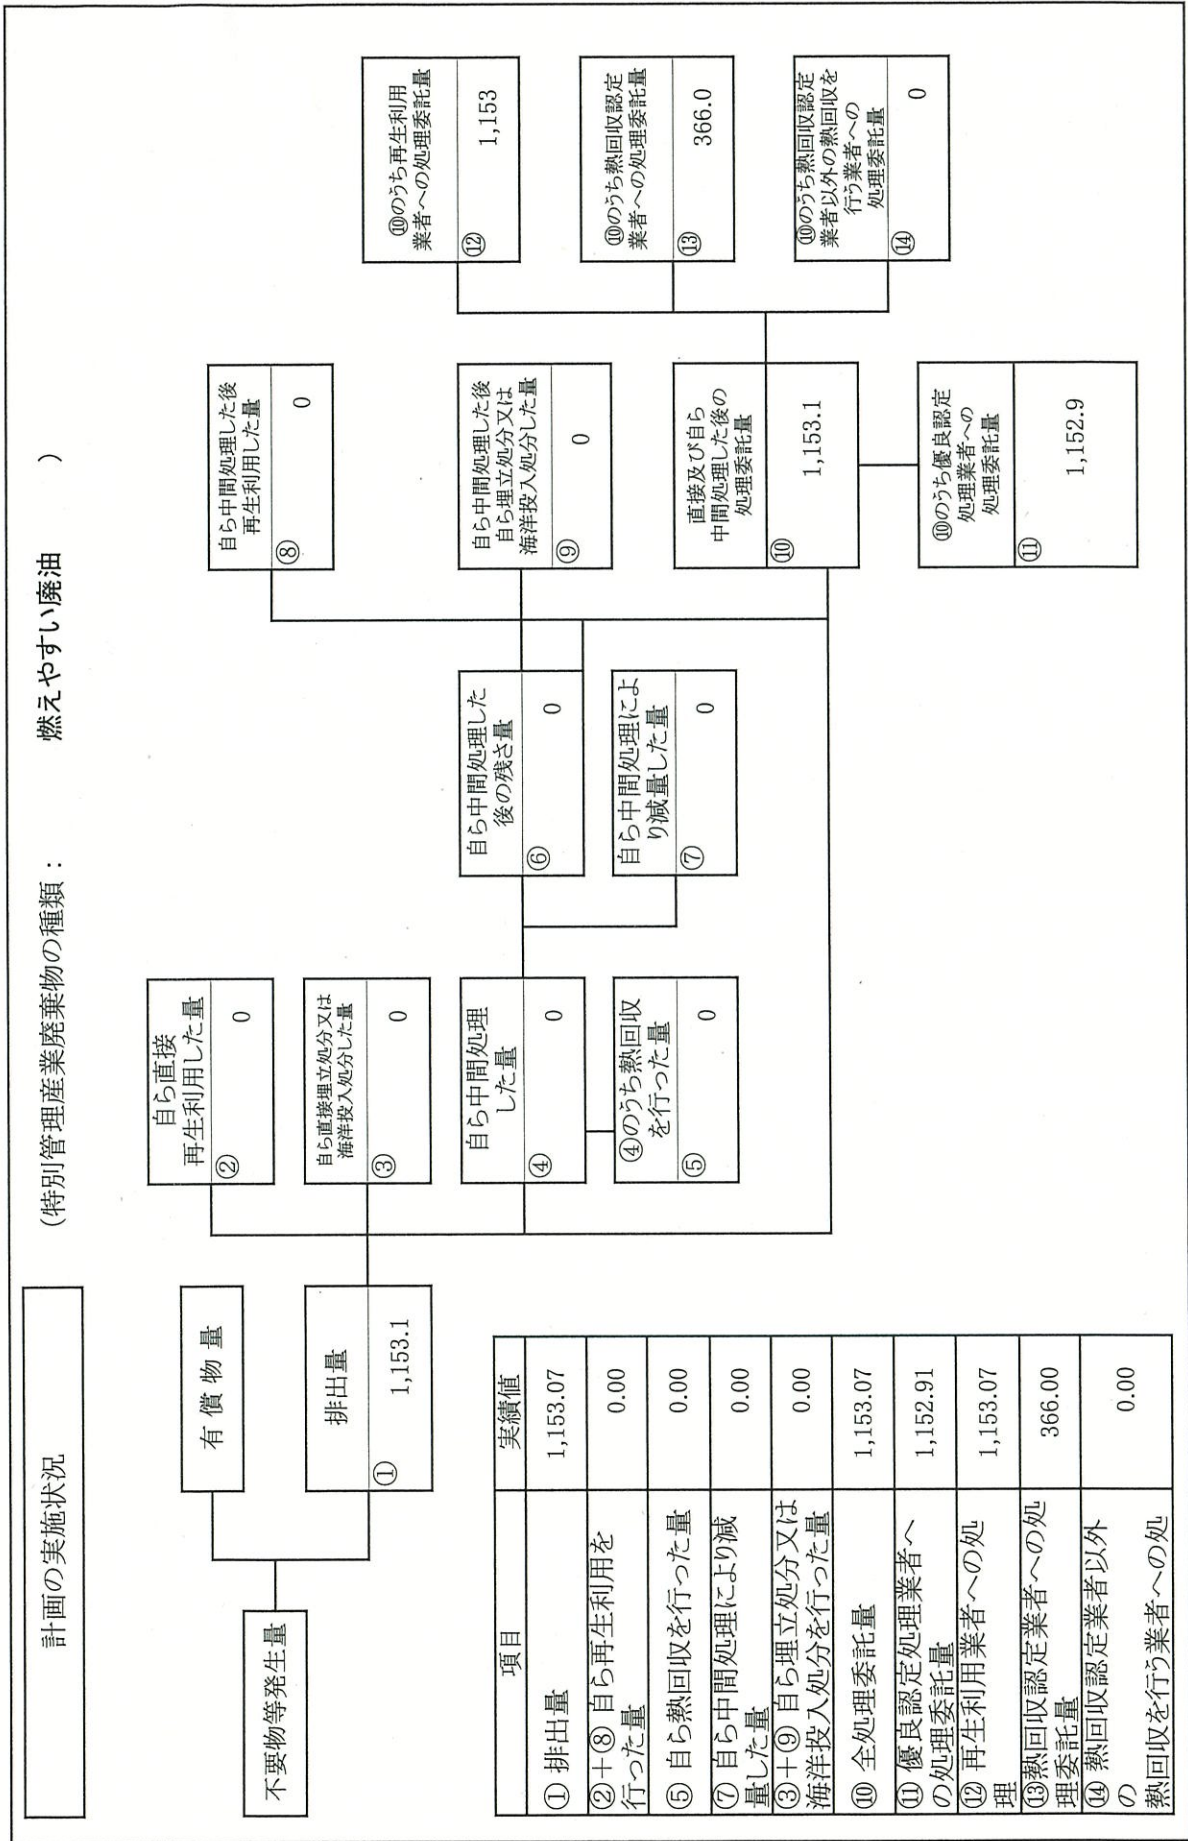 計画の実施状況
(特別管理産業廃棄物の種類： 燃えやすい廃油 )
不要物等発生量
有償物量
排出量
① 1,153.1
自ら直接
再生利用した量
② 0
自ら直接埋立処分又は
海洋投入処分した量
③ 0
自ら中間処理
した量
④ 0
④のうち熱回収
を行った量
⑤ 0
自ら中間処理した
後の残さ量
⑥ 0
自ら中間処理によ
り減量した量
⑦ 0
自ら中間処理した後
再生利用した量
⑧ 0
自ら中間処理した後
自ら埋立処分又は
海洋投入処分した量
⑨ 0
直接及び自ら
中間処理した後の
処理委託量
⑩ 1,153.1
⑩のうち優良認定
処理業者への
処理委託量
⑪ 1,152.9
⑩のうち再生利用
業者への処理委託量
⑫ 1,153
⑩のうち熱回収認定
業者への処理委託量
⑬ 366.0
⑩のうち熱回収認定
業者以外の熱回収を
行う業者への
処理委託量
⑭ 0
項目 実績値
① 排出量 1,153.07
②+⑧ 自ら再生利用を
行った量 0.00
⑤ 自ら熱回収を行った量 0.00
⑦ 自ら中間処理により減
量した量 0.00
③+⑨ 自ら埋立処分又は
海洋投入処分を行った量 0.00
⑩ 全処理委託量 1,153.07
⑪ 優良認定処理業者へ
の処理委託量 1,152.91
⑫ 再生利用業者への処
理 1,153.07
⑬熱回収認定業者への処
理委託量 366.00
⑭ 熱回収認定業者以外
の
熱回収を行う業者への処 0.00